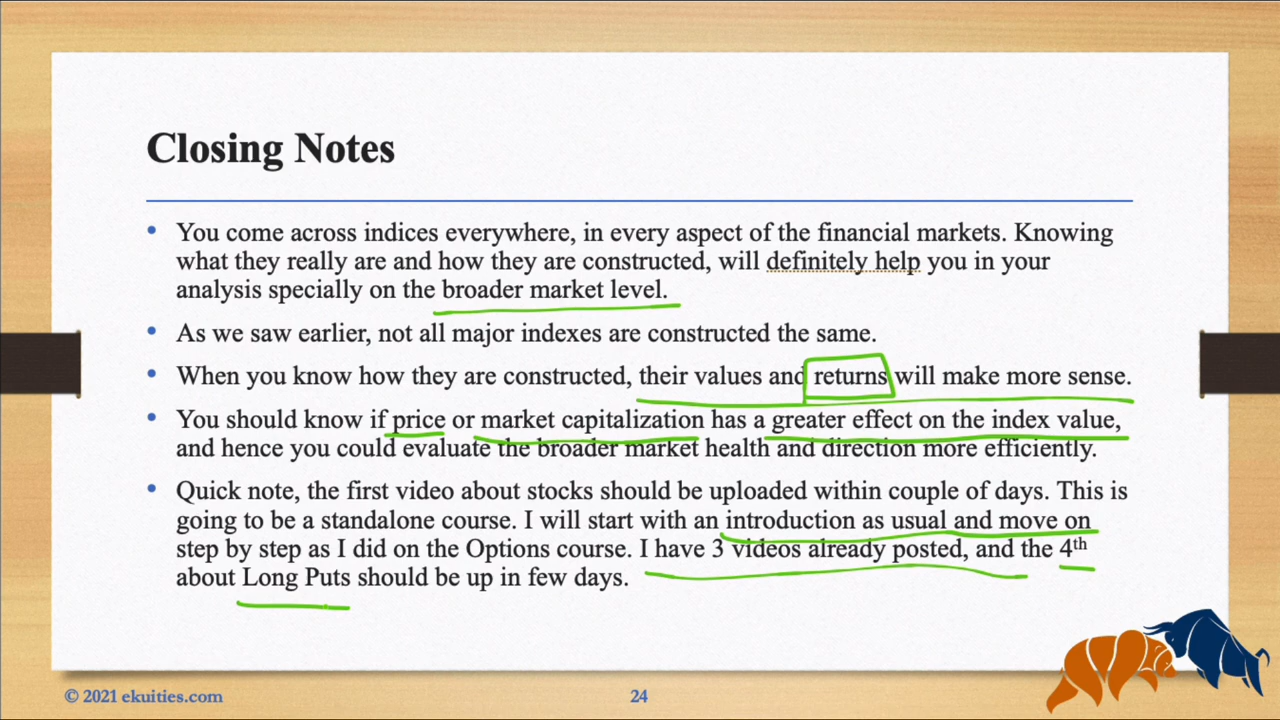 Closing Notes
• You come across indices everywhere, in every aspect of the financial markets. Knowing
what they really are and how they are constructed, will definitely help you in your
analysis specially on the broader market level.
• As we saw earlier, not all major indexes are constructed the same.
• When you know how they are constructed, their values and returns will make more sense.
• You should know if price or market capitalization has a greater effect on the index value,
and hence you could evaluate the broader market health and direction more efficiently.
• Quick note, the first video about stocks should be uploaded within couple of days. This is
going to be a standalone course. I will start with an introduction as usual and move on
step by step as I did on the Options course. I have 3 videos already posted, and the 4th
about Long Puts should be up in few days.
© 2021 ekuities.com
24